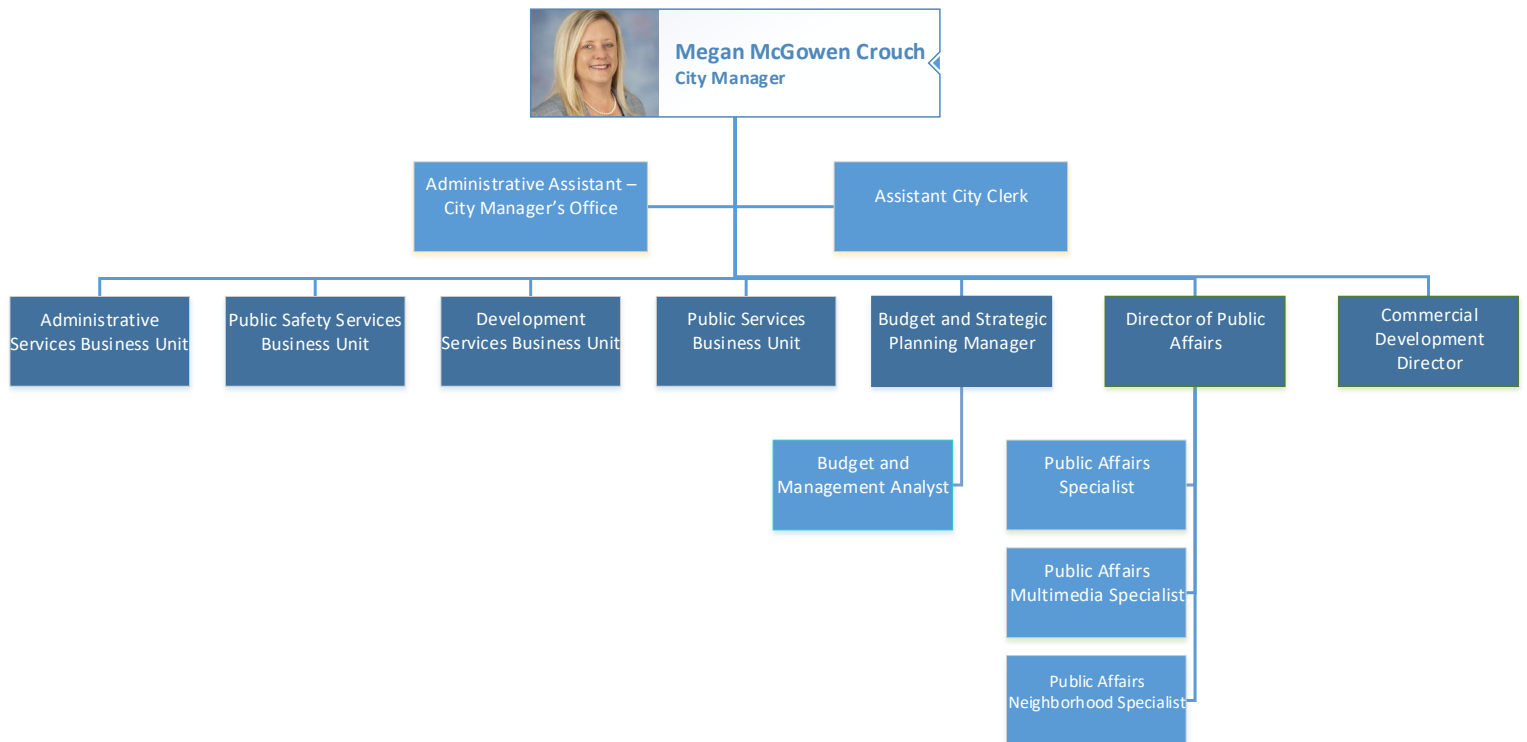 Megan McGowen Crouch
City Manager
Administrative Assistant –
City Manager's Office
Assistant City Clerk
Administrative
Services Business Unit
Public Safety Services
Business Unit
Development
Services Business Unit
Public Services
Business Unit
Budget and Strategic
Planning Manager
Director of Public
Affairs
Commercial
Development
Director
Budget and
Management Analyst
Public Affairs
Specialist
Public Affairs
Multimedia Specialist
Public Affairs
Neighborhood Specialist